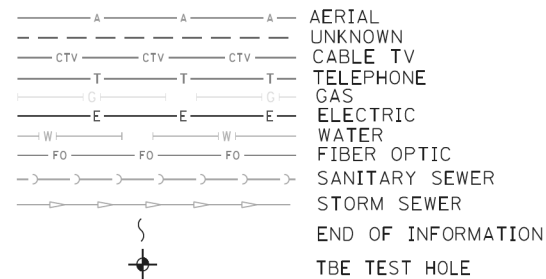 A A A AERIAL
UNKNOWN
CTV CTV CTV CABLE TV
T T T TELEPHONE
G G GAS
E E E ELECTRIC
W W WATER
FO FO FO FIBER OPTIC
SANITARY SEWER
STORM SEWER
END OF INFORMATION
TBE TEST HOLE